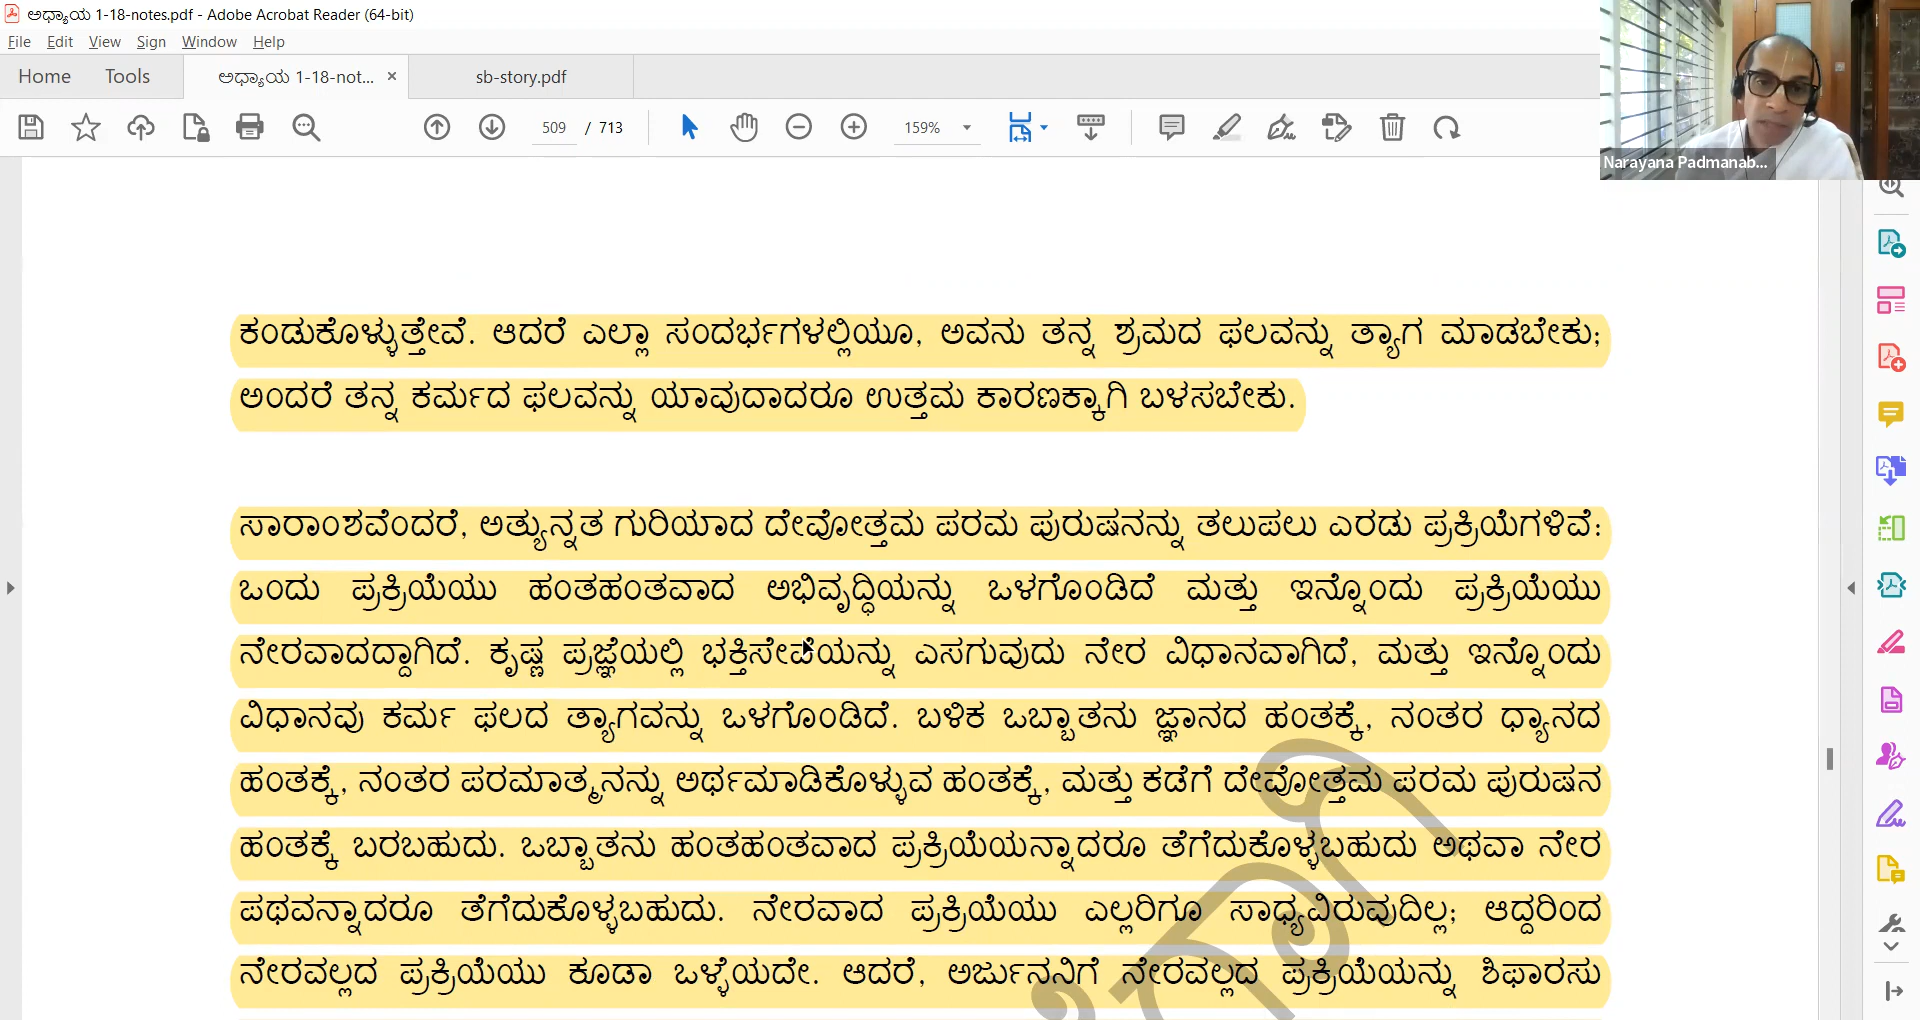 ಅಧ್ಯಾಯ 1-18-notes.pdf - Adobe Acrobat Reader (64-bit)
File Edit View Sign Window Help
Home Tools ಅಧ್ಯಾಯ 1-18-not... × sb-story.pdf
509 / 713 159%
Narayana Padmanab...
ಕಂಡುಕೊಳ್ಳುತ್ತೇವೆ. ಆದರೆ ಎಲ್ಲಾ ಸಂದರ್ಭಗಳಲ್ಲಿಯೂ, ಅವನು ತನ್ನ ಶ್ರಮದ ಫಲವನ್ನು ತ್ಯಾಗ ಮಾಡಬೇಕು;
ಅಂದರೆ ತನ್ನ ಕರ್ಮದ ಫಲವನ್ನು ಯಾವುದಾದರೂ ಉತ್ತಮ ಕಾರಣಕ್ಕಾಗಿ ಬಳಸಬೇಕು.
ಸಾರಾಂಶವೆಂದರೆ, ಅತ್ಯುನ್ನತ ಗುರಿಯಾದ ದೇವೋತ್ತಮ ಪರಮ ಪುರುಷನನ್ನು ತಲುಪಲು ಎರಡು ಪ್ರಕ್ರಿಯೆಗಳಿವೆ:
ಒಂದು ಪ್ರಕ್ರಿಯೆಯು ಹಂತಹಂತವಾದ ಅಭಿವೃದ್ಧಿಯನ್ನು ಒಳಗೊಂಡಿದೆ ಮತ್ತು ಇನ್ನೊಂದು ಪ್ರಕ್ರಿಯೆಯು
ನೇರವಾದದ್ದಾಗಿದೆ. ಕೃಷ್ಣ ಪ್ರಜ್ಞೆಯಲ್ಲಿ ಭಕ್ತಿಸೇವೆಯನ್ನು ಎಸಗುವುದು ನೇರ ವಿಧಾನವಾಗಿದೆ, ಮತ್ತು ಇನ್ನೊಂದು
ವಿಧಾನವು ಕರ್ಮ ಫಲದ ತ್ಯಾಗವನ್ನು ಒಳಗೊಂಡಿದೆ. ಬಳಿಕ ಒಬ್ಬಾತನು ಜ್ಞಾನದ ಹಂತಕ್ಕೆ, ನಂತರ ಧ್ಯಾನದ
ಹಂತಕ್ಕೆ, ನಂತರ ಪರಮಾತ್ಮನನ್ನು ಅರ್ಥಮಾಡಿಕೊಳ್ಳುವ ಹಂತಕ್ಕೆ, ಮತ್ತು ಕಡೆಗೆ ದೇವೋತ್ತಮ ಪರಮ ಪುರುಷನ
ಹಂತಕ್ಕೆ ಬರಬಹುದು. ಒಬ್ಬಾತನು ಹಂತಹಂತವಾದ ಪ್ರಕ್ರಿಯೆಯನ್ನಾದರೂ ತೆಗೆದುಕೊಳ್ಳಬಹುದು ಅಥವಾ ನೇರ
ಪಥವನ್ನಾದರೂ ತೆಗೆದುಕೊಳ್ಳಬಹುದು. ನೇರವಾದ ಪ್ರಕ್ರಿಯೆಯು ಎಲ್ಲರಿಗೂ ಸಾಧ್ಯವಿರುವುದಿಲ್ಲ; ಆದ್ದರಿಂದ
ನೇರವಲ್ಲದ ಪ್ರಕ್ರಿಯೆಯು ಕೂಡಾ ಒಳ್ಳೆಯದೇ. ಆದರೆ, ಅರ್ಜುನನಿಗೆ ನೇರವಲ್ಲದ ಪ್ರಕ್ರಿಯೆಯನ್ನು ಶಿಫಾರಸು